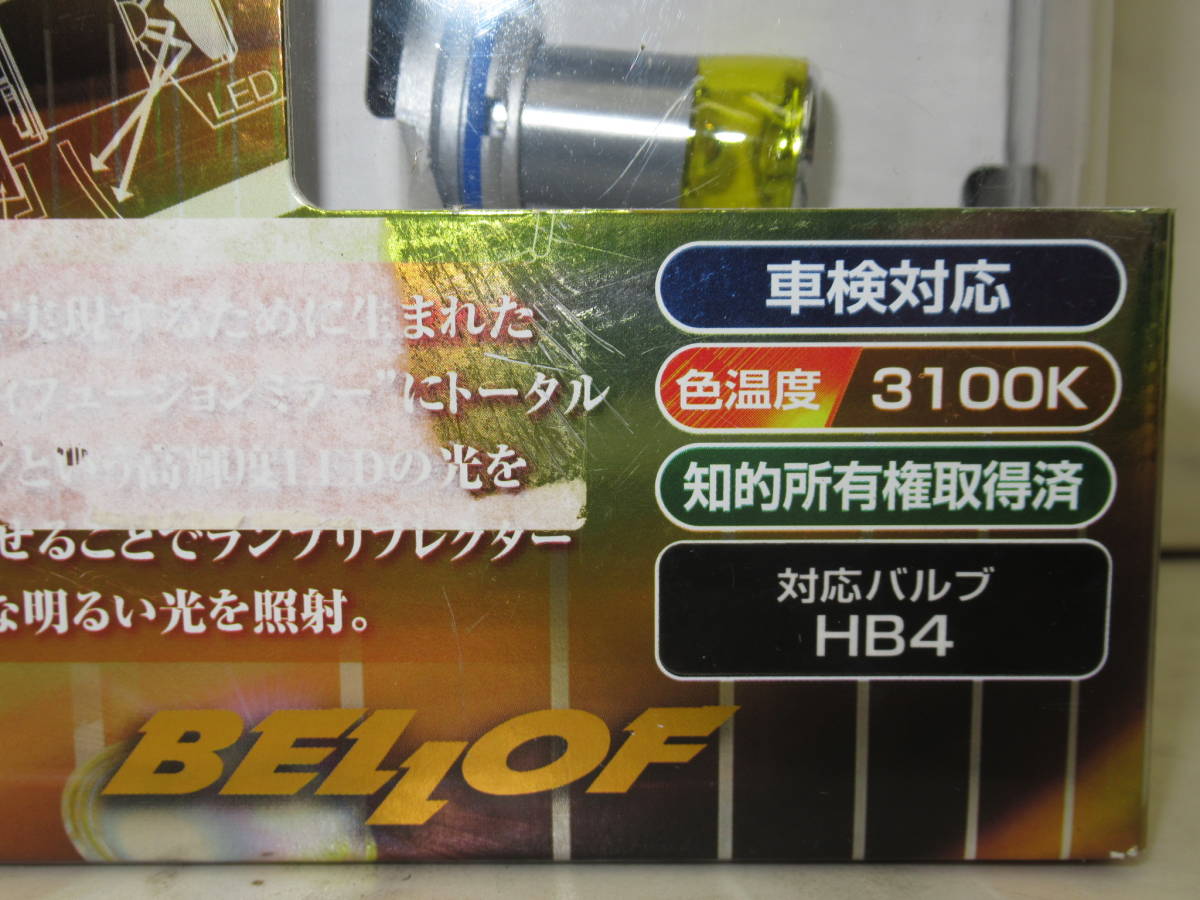 LED
実現するために生まれた
ージョンミラー”にトータル
という高輝度LEDの光を
せることでランプリフレクター
な明るい光を照射。
車検対応
色温度 3100K
知的所有権取得済
対応バルブ
HB4
BELLOF